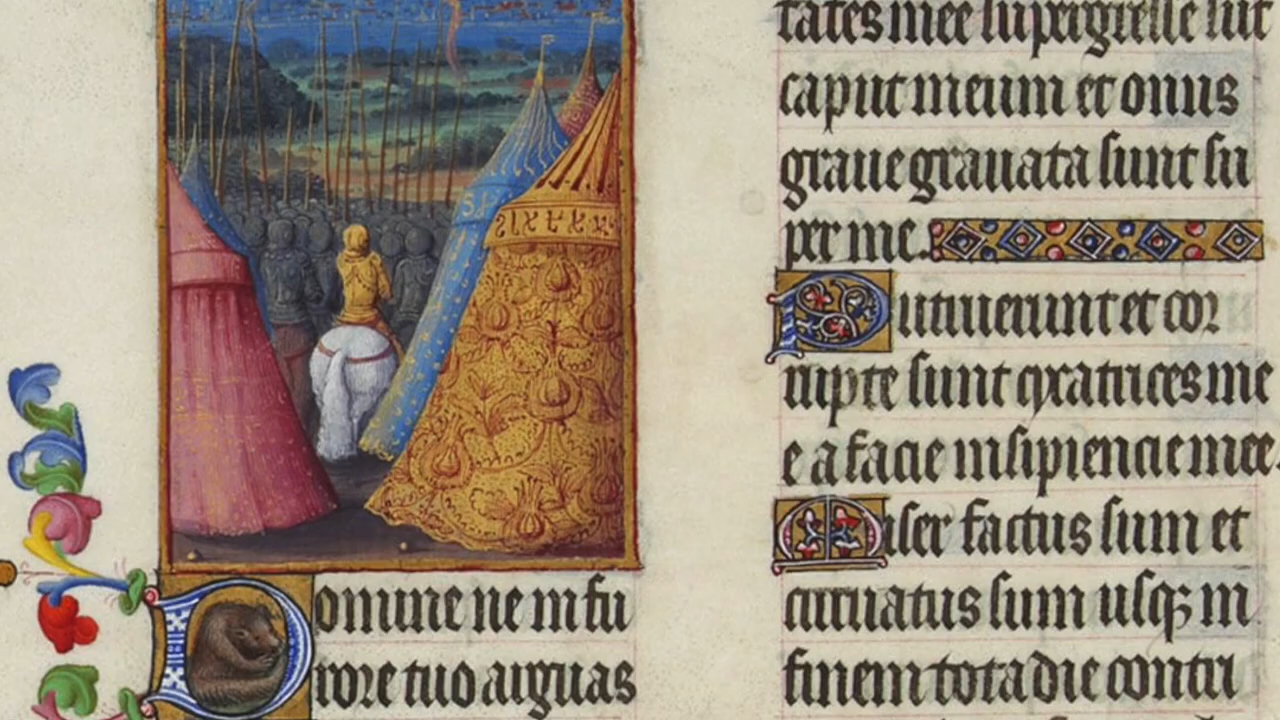 Domine ne in fu
rore tuo arguas
tates mee supergresse sut
caput meum et onus
graue grauata sunt su
per me.
Putruerunt et cor
rupte sunt cicatrices me
e a facie insipiencie mee.
Miser factus sum et
curuatus sum usqꝫ in
finem tota die contri